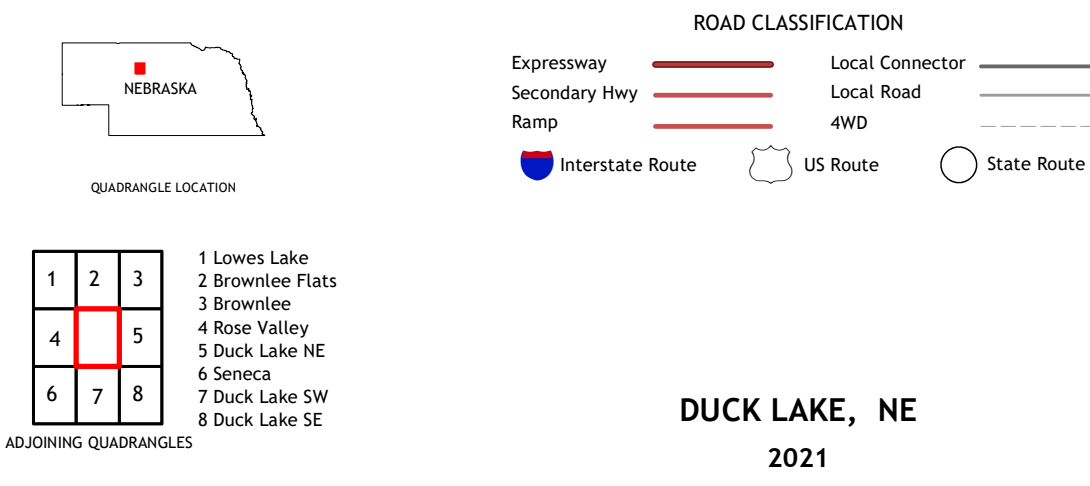 NEBRASKA
QUADRANGLE LOCATION
ROAD CLASSIFICATION
Expressway
Secondary Hwy
Ramp
Local Connector
Local Road
4WD
Interstate Route
US Route
State Route
1 2 3
4 5
6 7 8
ADJOINING QUADRANGLES
1 Lowes Lake
2 Brownlee Flats
3 Brownlee
4 Rose Valley
5 Duck Lake NE
6 Seneca
7 Duck Lake SW
8 Duck Lake SE
DUCK LAKE, NE
2021